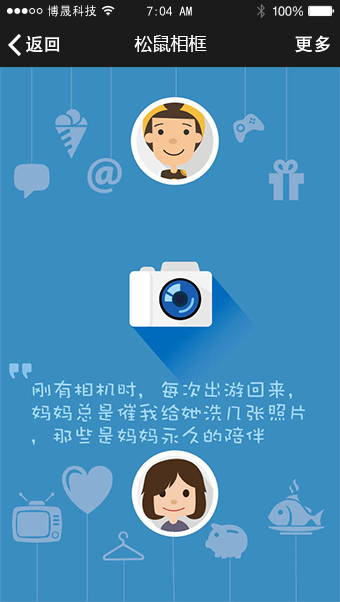 博晟科技 7:04 AM 100%
返回 松鼠相框 更多
@
刚有相机时，每次出游回来，
妈妈总是催我给她洗几张照片
，那些是妈妈永久的陪伴